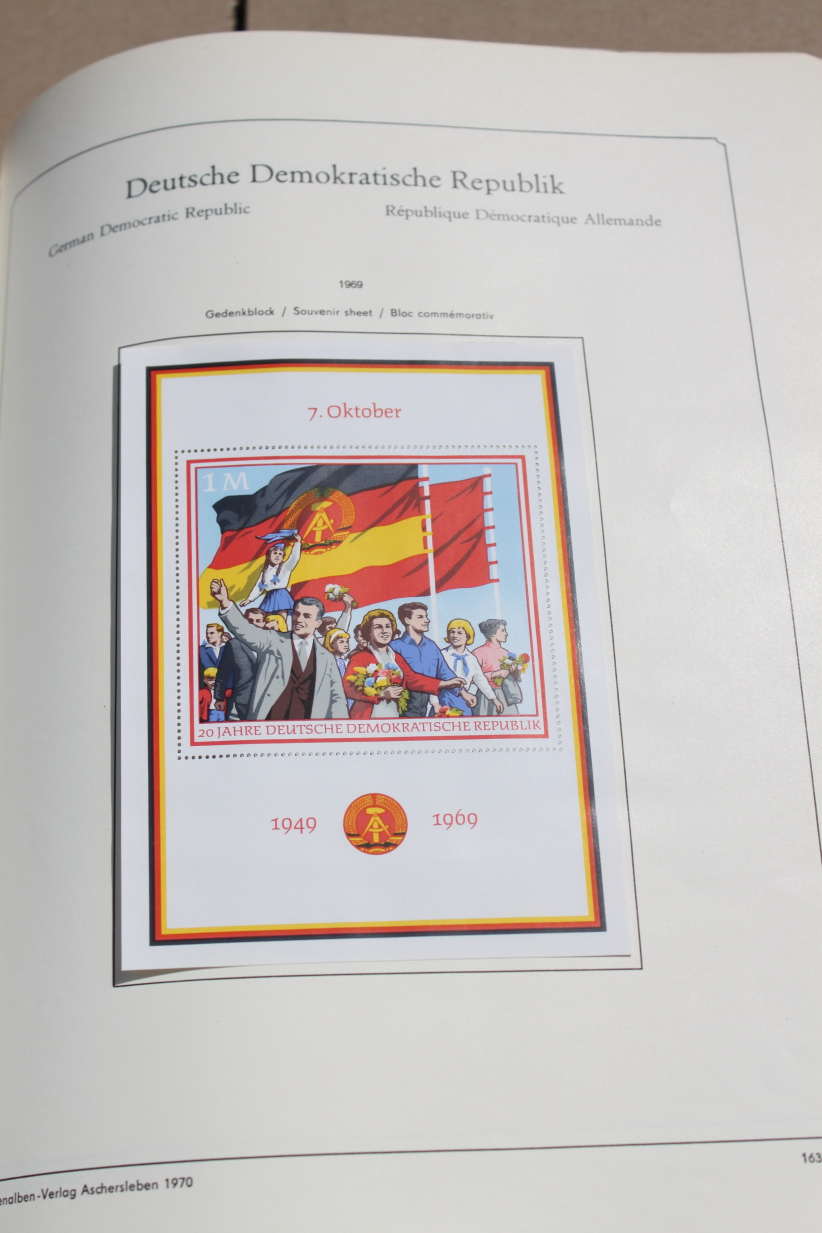 Deutsche Demokratische Republik
German Democratic Republic
République Démocratique Allemande
1969
Gedenkblock / Souvenir sheet / Bloc commémorativ
7. Oktober
1 M
20 JAHRE DEUTSCHE DEMOKRATISCHE REPUBLIK
1949 1969
enalben-Verlag Aschersleben 1970
163